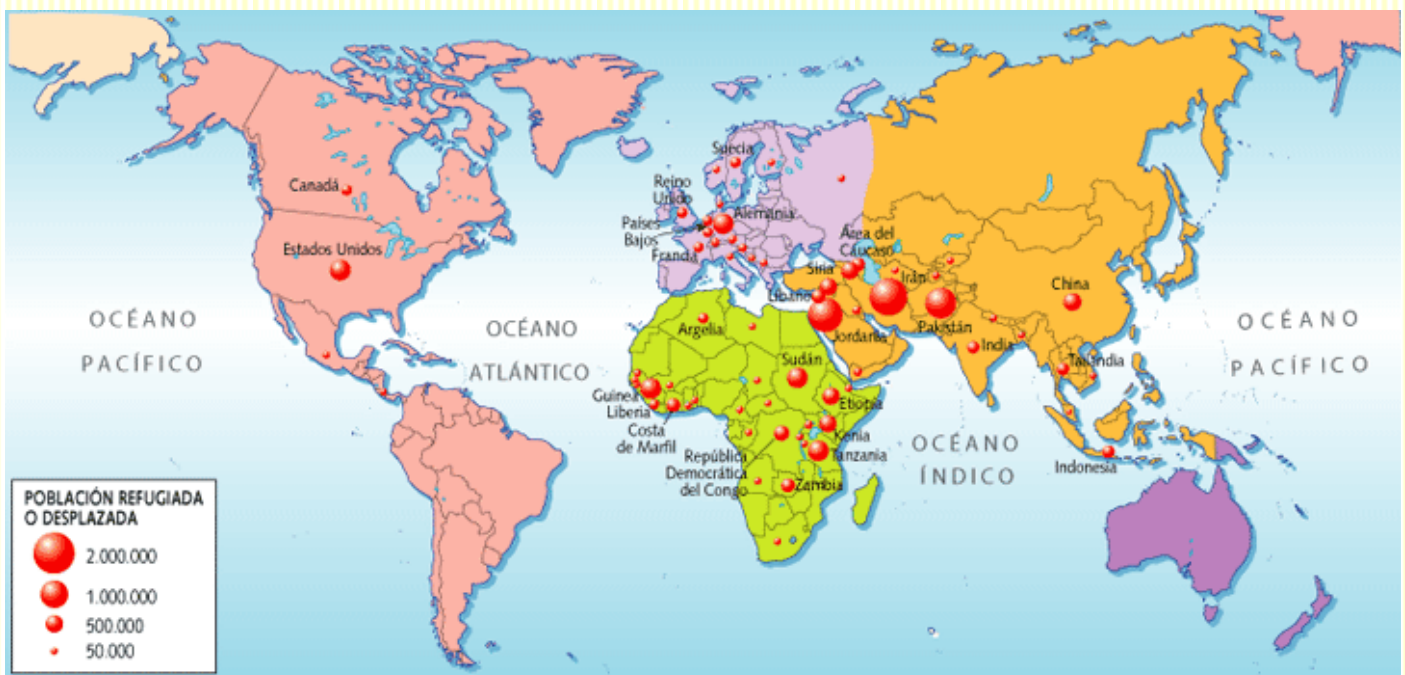 Suecia
Canadá
Reino
Unido
Países
Bajos
Alemania
Francia
Área del
Cáucaso
Estados Unidos
Siria
Irán
China
Líbano
OCÉANO
PACÍFICO
OCÉANO
ATLÁNTICO
Argelia
Jordania
Pakistán
India
Tailandia
OCÉANO
PACÍFICO
Sudán
Guinea
Liberia
Costa
de Marfil
Etiopía
Kenia
Tanzania
República
Democrática
del Congo
Zambia
OCÉANO
ÍNDICO
Indonesia
POBLACIÓN REFUGIADA
O DESPLAZADA
2.000.000
1.000.000
500.000
50.000